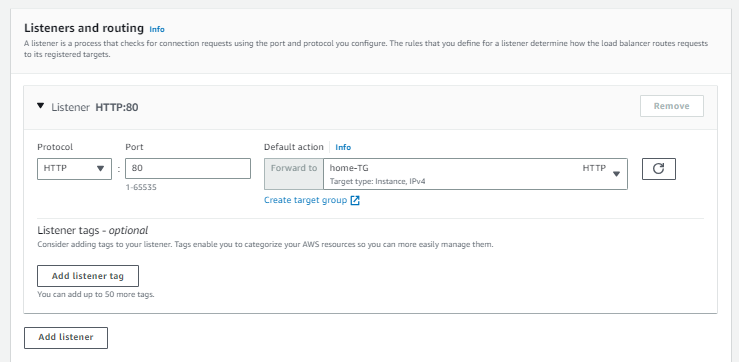 Listeners and routing Info
A listener is a process that checks for connection requests using the port and protocol you configure. The rules that you define for a listener determine how the load balancer routes requests
to its registered targets.
Listener HTTP:80
Remove
Protocol Port Default action Info
HTTP : 80 Forward to home-TG HTTP
Target type: Instance, IPv4
1-65535
Create target group
Listener tags - optional
Consider adding tags to your listener. Tags enable you to categorize your AWS resources so you can more easily manage them.
Add listener tag
You can add up to 50 more tags.
Add listener